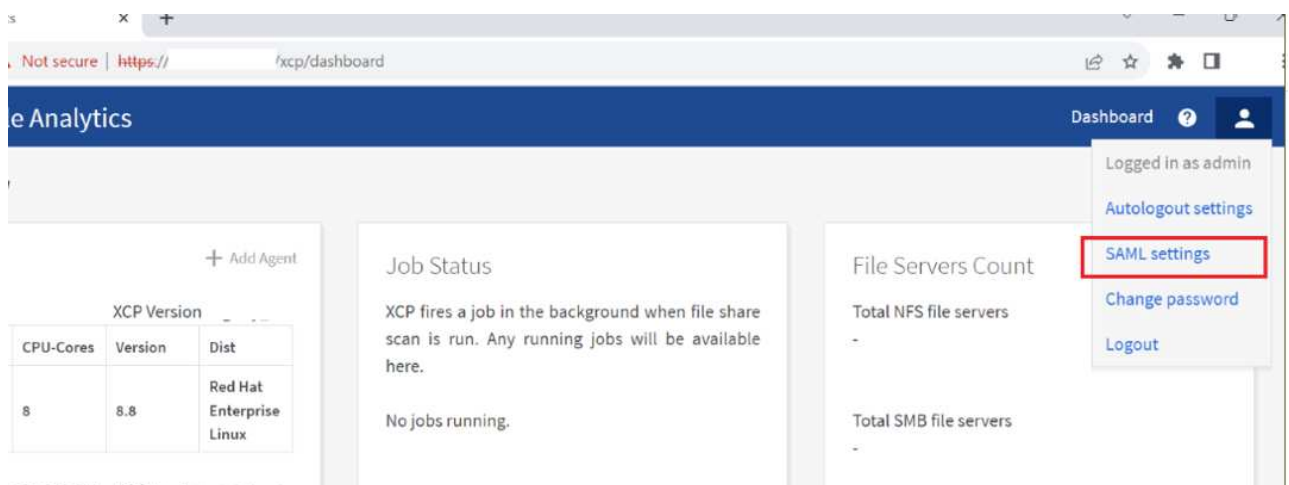 Not secure | https:// /xcp/dashboard
e Analytics
Dashboard
Logged in as admin
Autologout settings
SAML settings
Change password
Logout
+ Add Agent
XCP Version
CPU-Cores Version Dist
8 8.8 Red Hat
Enterprise
Linux
Job Status
XCP fires a job in the background when file share
scan is run. Any running jobs will be available
here.
No jobs running.
File Servers Count
Total NFS file servers
-
Total SMB file servers
-